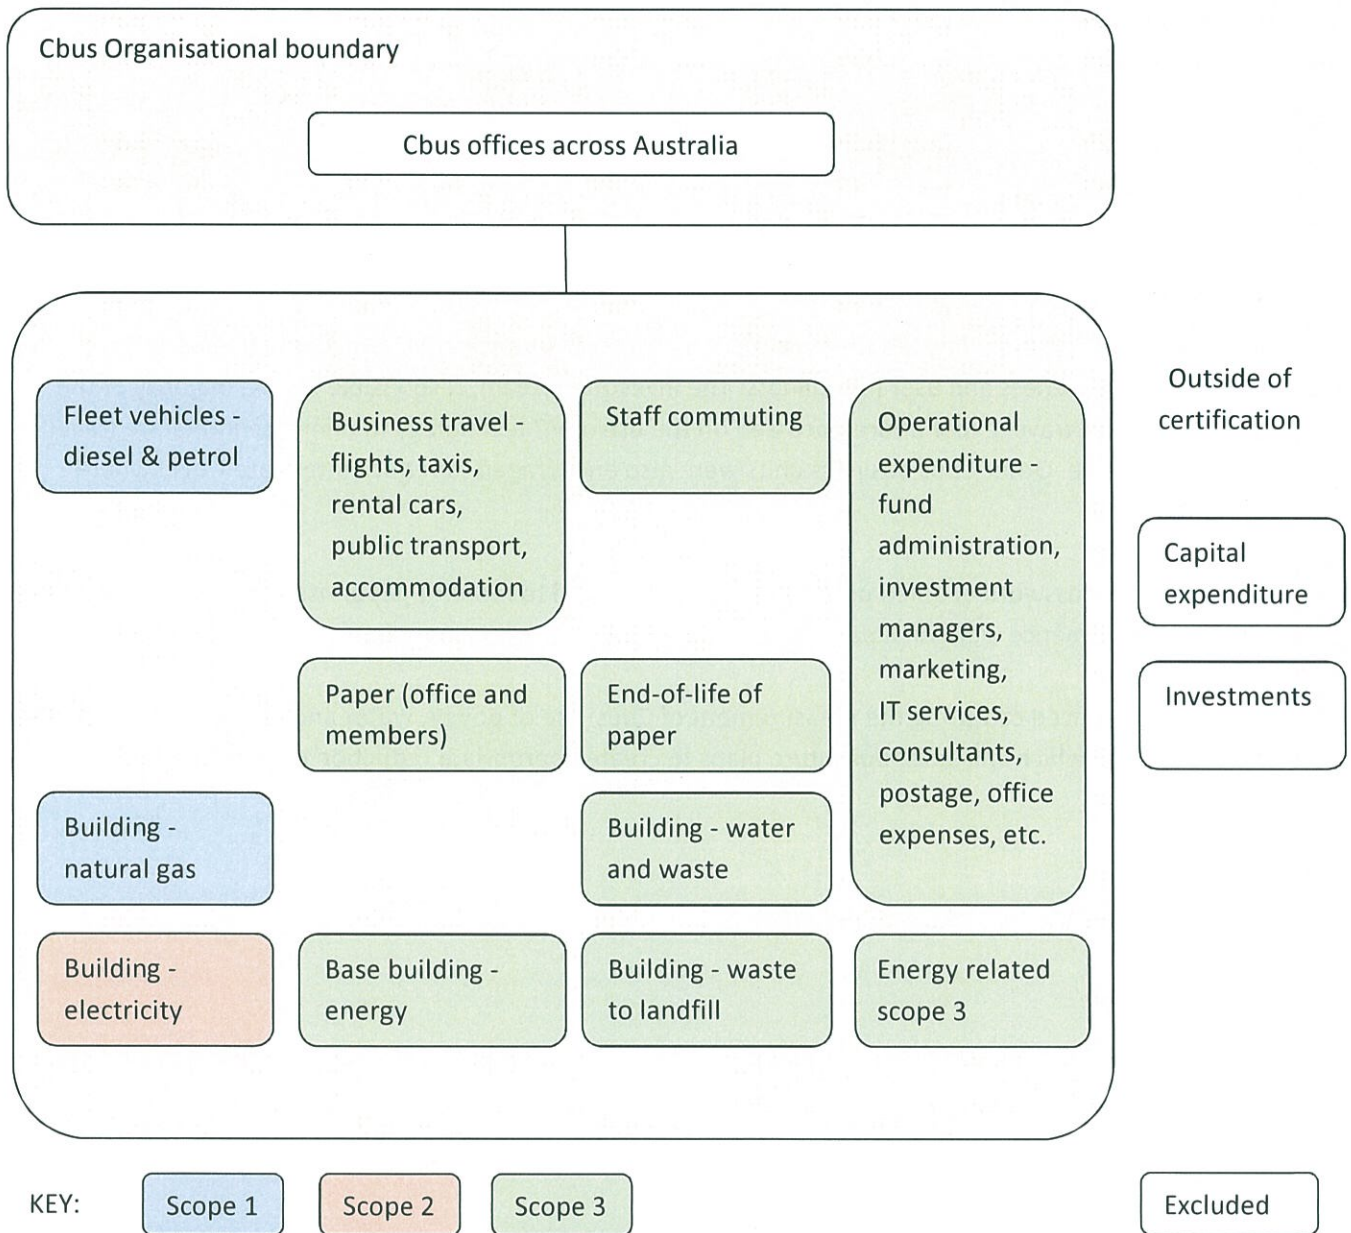 Cbus Organisational boundary
Cbus offices across Australia
Fleet vehicles -
diesel & petrol
Business travel -
flights, taxis,
rental cars,
public transport,
accommodation
Staff commuting
Operational
expenditure -
fund
administration,
investment
managers,
marketing,
IT services,
consultants,
postage, office
expenses, etc.
Outside of
certification
Capital
expenditure
Investments
Paper (office and
members)
End-of-life of
paper
Building -
natural gas
Building - water
and waste
Building -
electricity
Base building -
energy
Building - waste
to landfill
Energy related
scope 3
KEY:
Scope 1
Scope 2
Scope 3
Excluded